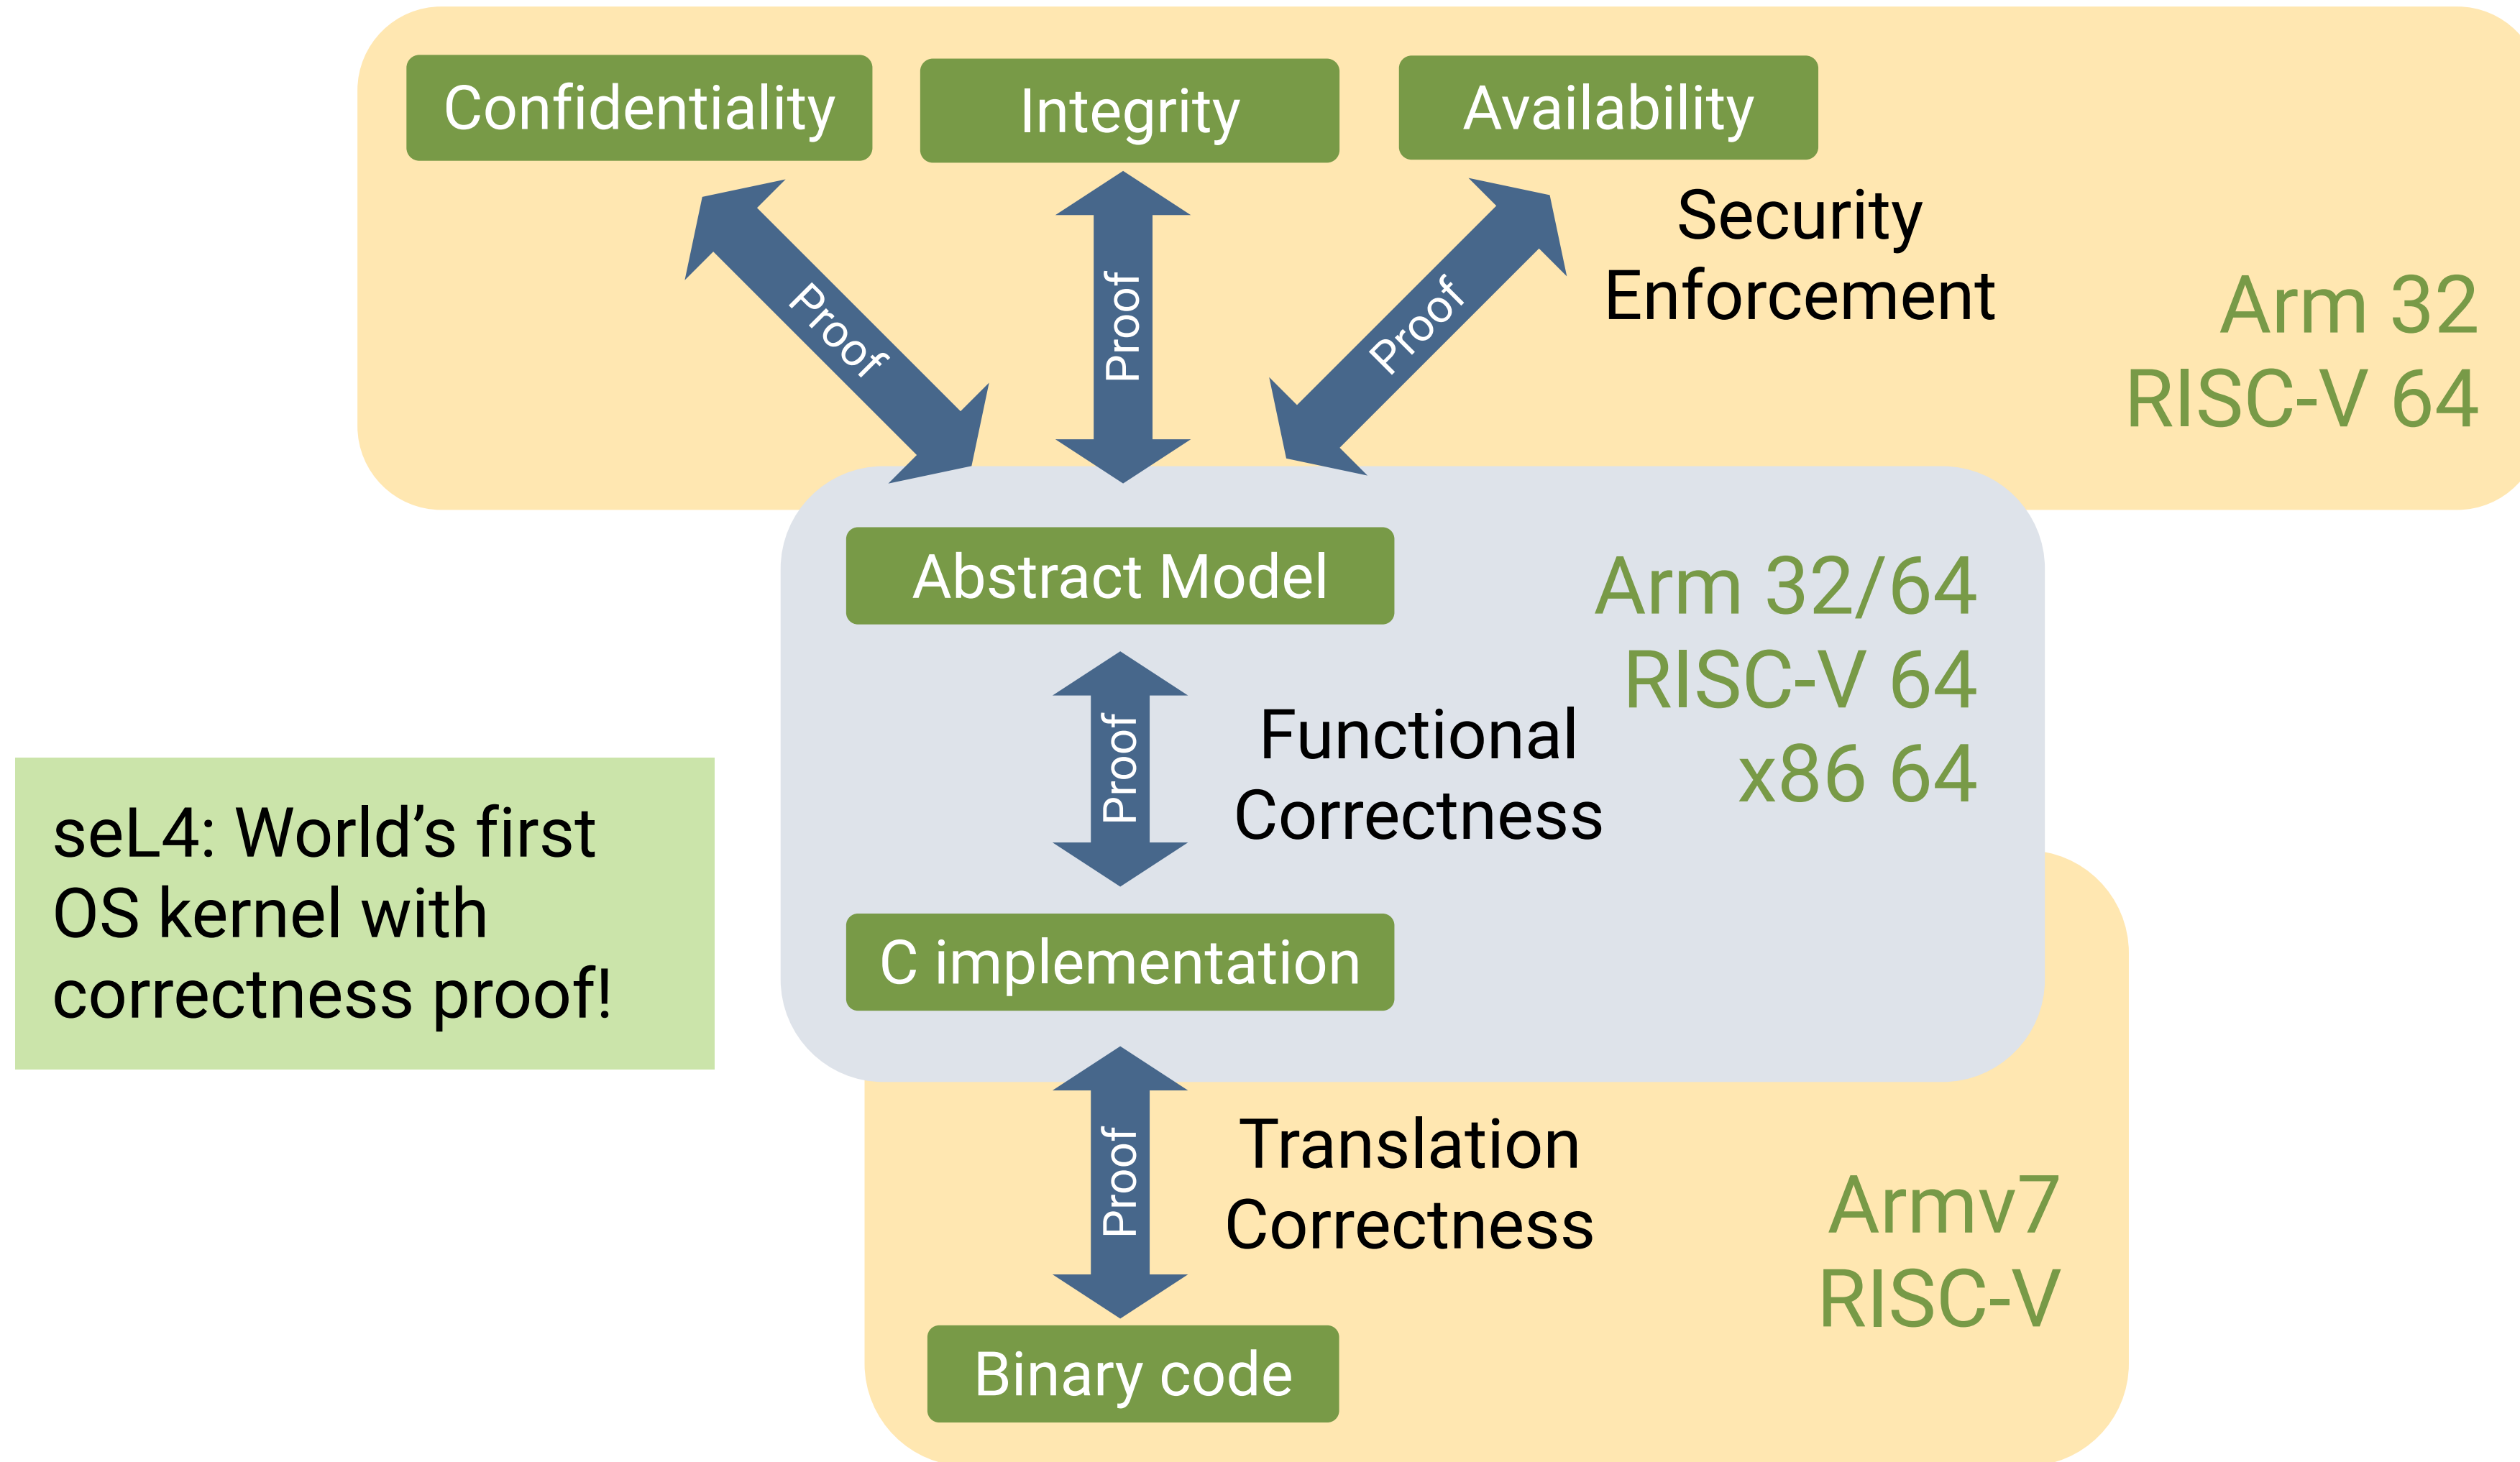 Confidentiality
Integrity
Availability
Proof
Proof
Proof
Security
Enforcement
Arm 32
RISC-V 64
Abstract Model
Arm 32/64
RISC-V 64
x86 64
Proof
Functional
Correctness
seL4: World’s first
OS kernel with
correctness proof!
C implementation
Proof
Translation
Correctness
Armv7
RISC-V
Binary code